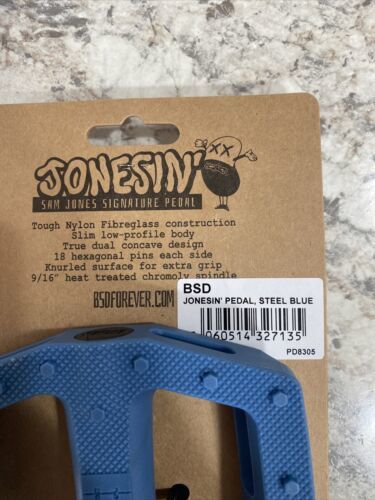 JONESIN'
SAM JONES SIGNATURE PEDAL
Tough Nylon Fibreglass construction
Slim low-profile body
True dual concave design
18 hexagonal pins each side
Knurled surface for extra grip
9/16" heat treated chromoly spindle
BSDFOREVER.COM
BSD
JONESIN' PEDAL, STEEL BLUE
060514 327135
PD8305